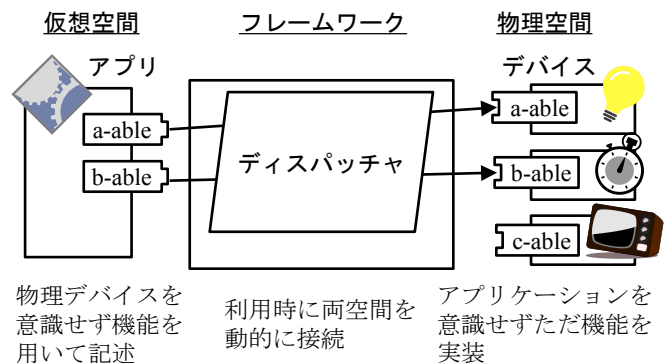 仮想空間
フレームワーク
物理空間
アプリ
デバイス
a-able
b-able
ディスパッチャ
a-able
b-able
c-able
物理デバイスを
意識せず機能を
用いて記述
利用時に両空間を
動的に接続
アプリケーションを
意識せずただ機能を
実装